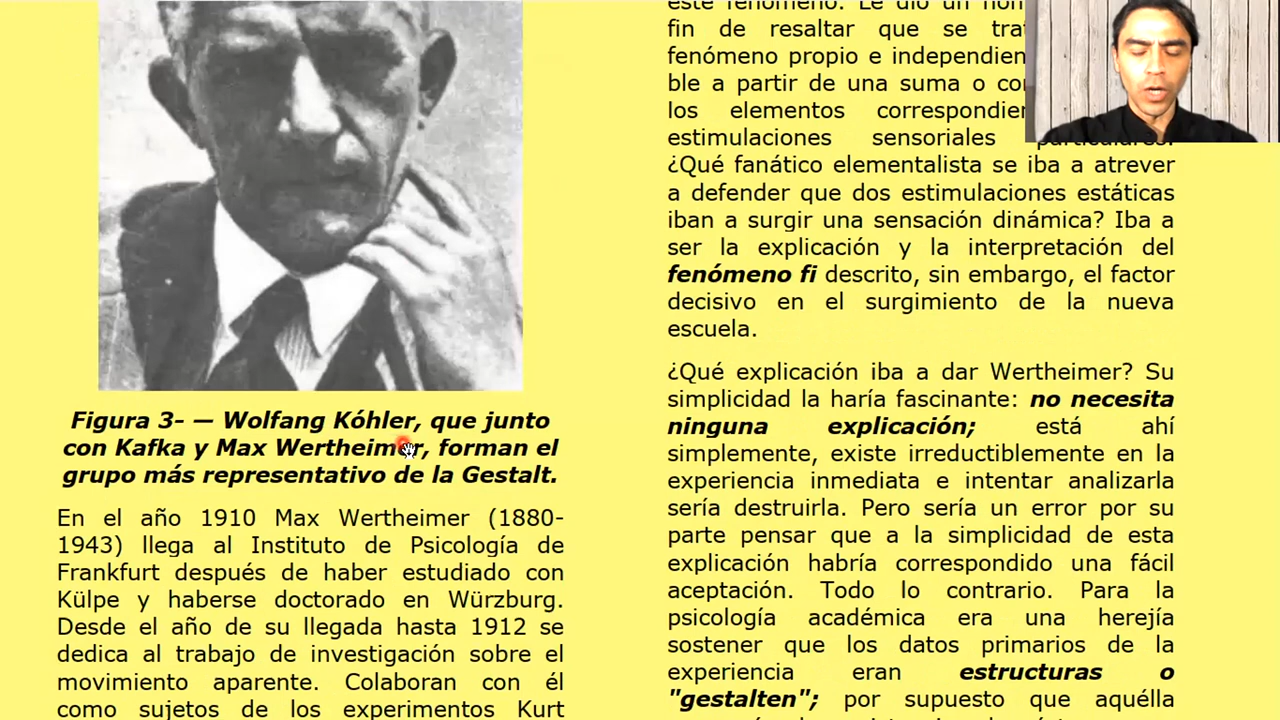 Figura 3- — Wolfang Kóhler, que junto
con Kafka y Max Wertheimer, forman el
grupo más representativo de la Gestalt.
En el año 1910 Max Wertheimer (1880-
1943) llega al Instituto de Psicología de
Frankfurt después de haber estudiado con
Külpe y haberse doctorado en Würzburg.
Desde el año de su llegada hasta 1912 se
dedica al trabajo de investigación sobre el
movimiento aparente. Colaboran con él
como sujetos de los experimentos Kurt
este fenómeno. Le dio un
fin de resaltar que se
fenómeno propio e
ble a partir de una suma o
los elementos
estimulaciones sensoriales particulares.
¿Qué fanático elementalista se iba a atrever
a defender que dos estimulaciones estáticas
iban a surgir una sensación dinámica? Iba a
ser la explicación y la interpretación del
fenómeno fi descrito, sin embargo, el factor
decisivo en el surgimiento de la nueva
escuela.
¿Qué explicación iba a dar Wertheimer? Su
simplicidad la haría fascinante: no necesita
ninguna explicación; está ahí
simplemente, existe irreductiblemente en la
experiencia inmediata e intentar analizarla
sería destruirla. Pero sería un error por su
parte pensar que a la simplicidad de esta
explicación habría correspondido una fácil
aceptación. Todo lo contrario. Para la
psicología académica era una herejía
sostener que los datos primarios de la
experiencia eran estructuras o
"gestalten"; por supuesto que aquélla